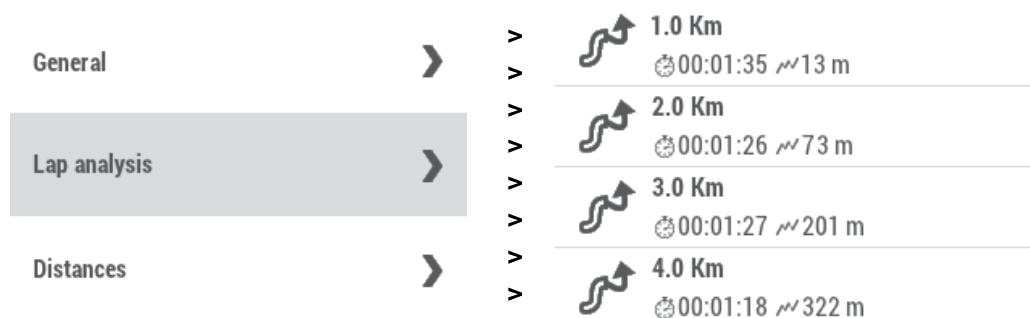 General
Lap analysis
Distances
>
>
>
>
>
>
>
>
1.0 Km
00:01:35 13 m
2.0 Km
00:01:26 73 m
3.0 Km
00:01:27 201 m
4.0 Km
00:01:18 322 m